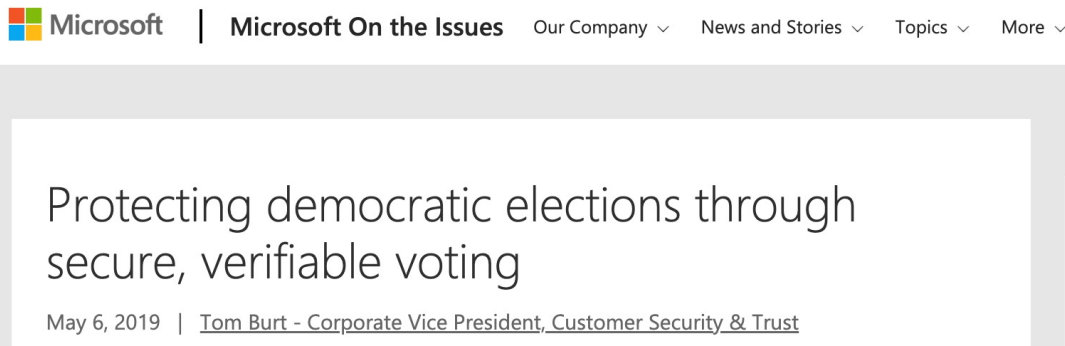 Microsoft | Microsoft On the Issues Our Company News and Stories Topics More
Protecting democratic elections through
secure, verifiable voting
May 6, 2019 | Tom Burt - Corporate Vice President, Customer Security & Trust